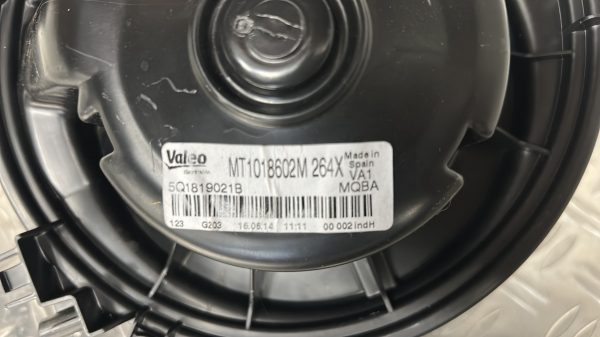 Valeo MT1018602M 264X Made in Spain
VA1
5Q1819021B MQBA
123 G203 16.06.14 11:11 00 002 indH